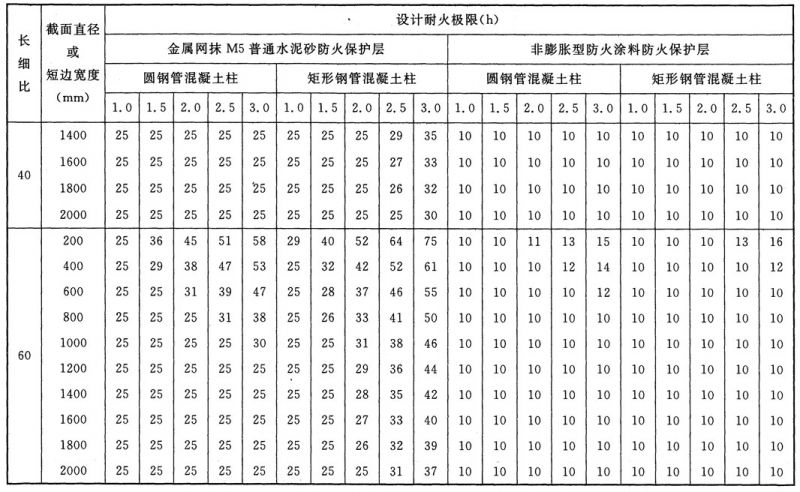 长细比 截面直径或短边宽度(mm) 设计耐火极限(h)
金属网抹 M5 普通水泥砂防火保护层 非膨胀型防火涂料防火保护层
圆钢管混凝土柱 矩形钢管混凝土柱 圆钢管混凝土柱 矩形钢管混凝土柱
1.0 1.5 2.0 2.5 3.0 1.0 1.5 2.0 2.5 3.0 1.0 1.5 2.0 2.5 3.0 1.0 1.5 2.0 2.5 3.0
40 1400 25 25 25 25 25 25 25 25 29 35 10 10 10 10 10 10 10 10 10 10
1600 25 25 25 25 25 25 25 25 27 33 10 10 10 10 10 10 10 10 10 10
1800 25 25 25 25 25 25 25 25 26 32 10 10 10 10 10 10 10 10 10 10
2000 25 25 25 25 25 25 25 25 25 30 10 10 10 10 10 10 10 10 10 10
60 200 25 36 45 51 58 29 40 52 64 75 10 10 11 13 15 10 10 10 13 16
400 25 29 38 47 53 25 32 42 52 61 10 10 10 12 14 10 10 10 10 12
600 25 25 31 39 47 25 28 37 46 55 10 10 10 10 12 10 10 10 10 10
800 25 25 25 31 38 25 26 33 41 50 10 10 10 10 10 10 10 10 10 10
1000 25 25 25 25 30 25 25 31 38 46 10 10 10 10 10 10 10 10 10 10
1200 25 25 25 25 25 25 25 29 36 44 10 10 10 10 10 10 10 10 10 10
1400 25 25 25 25 25 25 25 28 35 42 10 10 10 10 10 10 10 10 10 10
1600 25 25 25 25 25 25 25 27 33 40 10 10 10 10 10 10 10 10 10 10
1800 25 25 25 25 25 25 25 26 32 39 10 10 10 10 10 10 10 10 10 10
2000 25 25 25 25 25 25 25 25 31 37 10 10 10 10 10 10 10 10 10 10